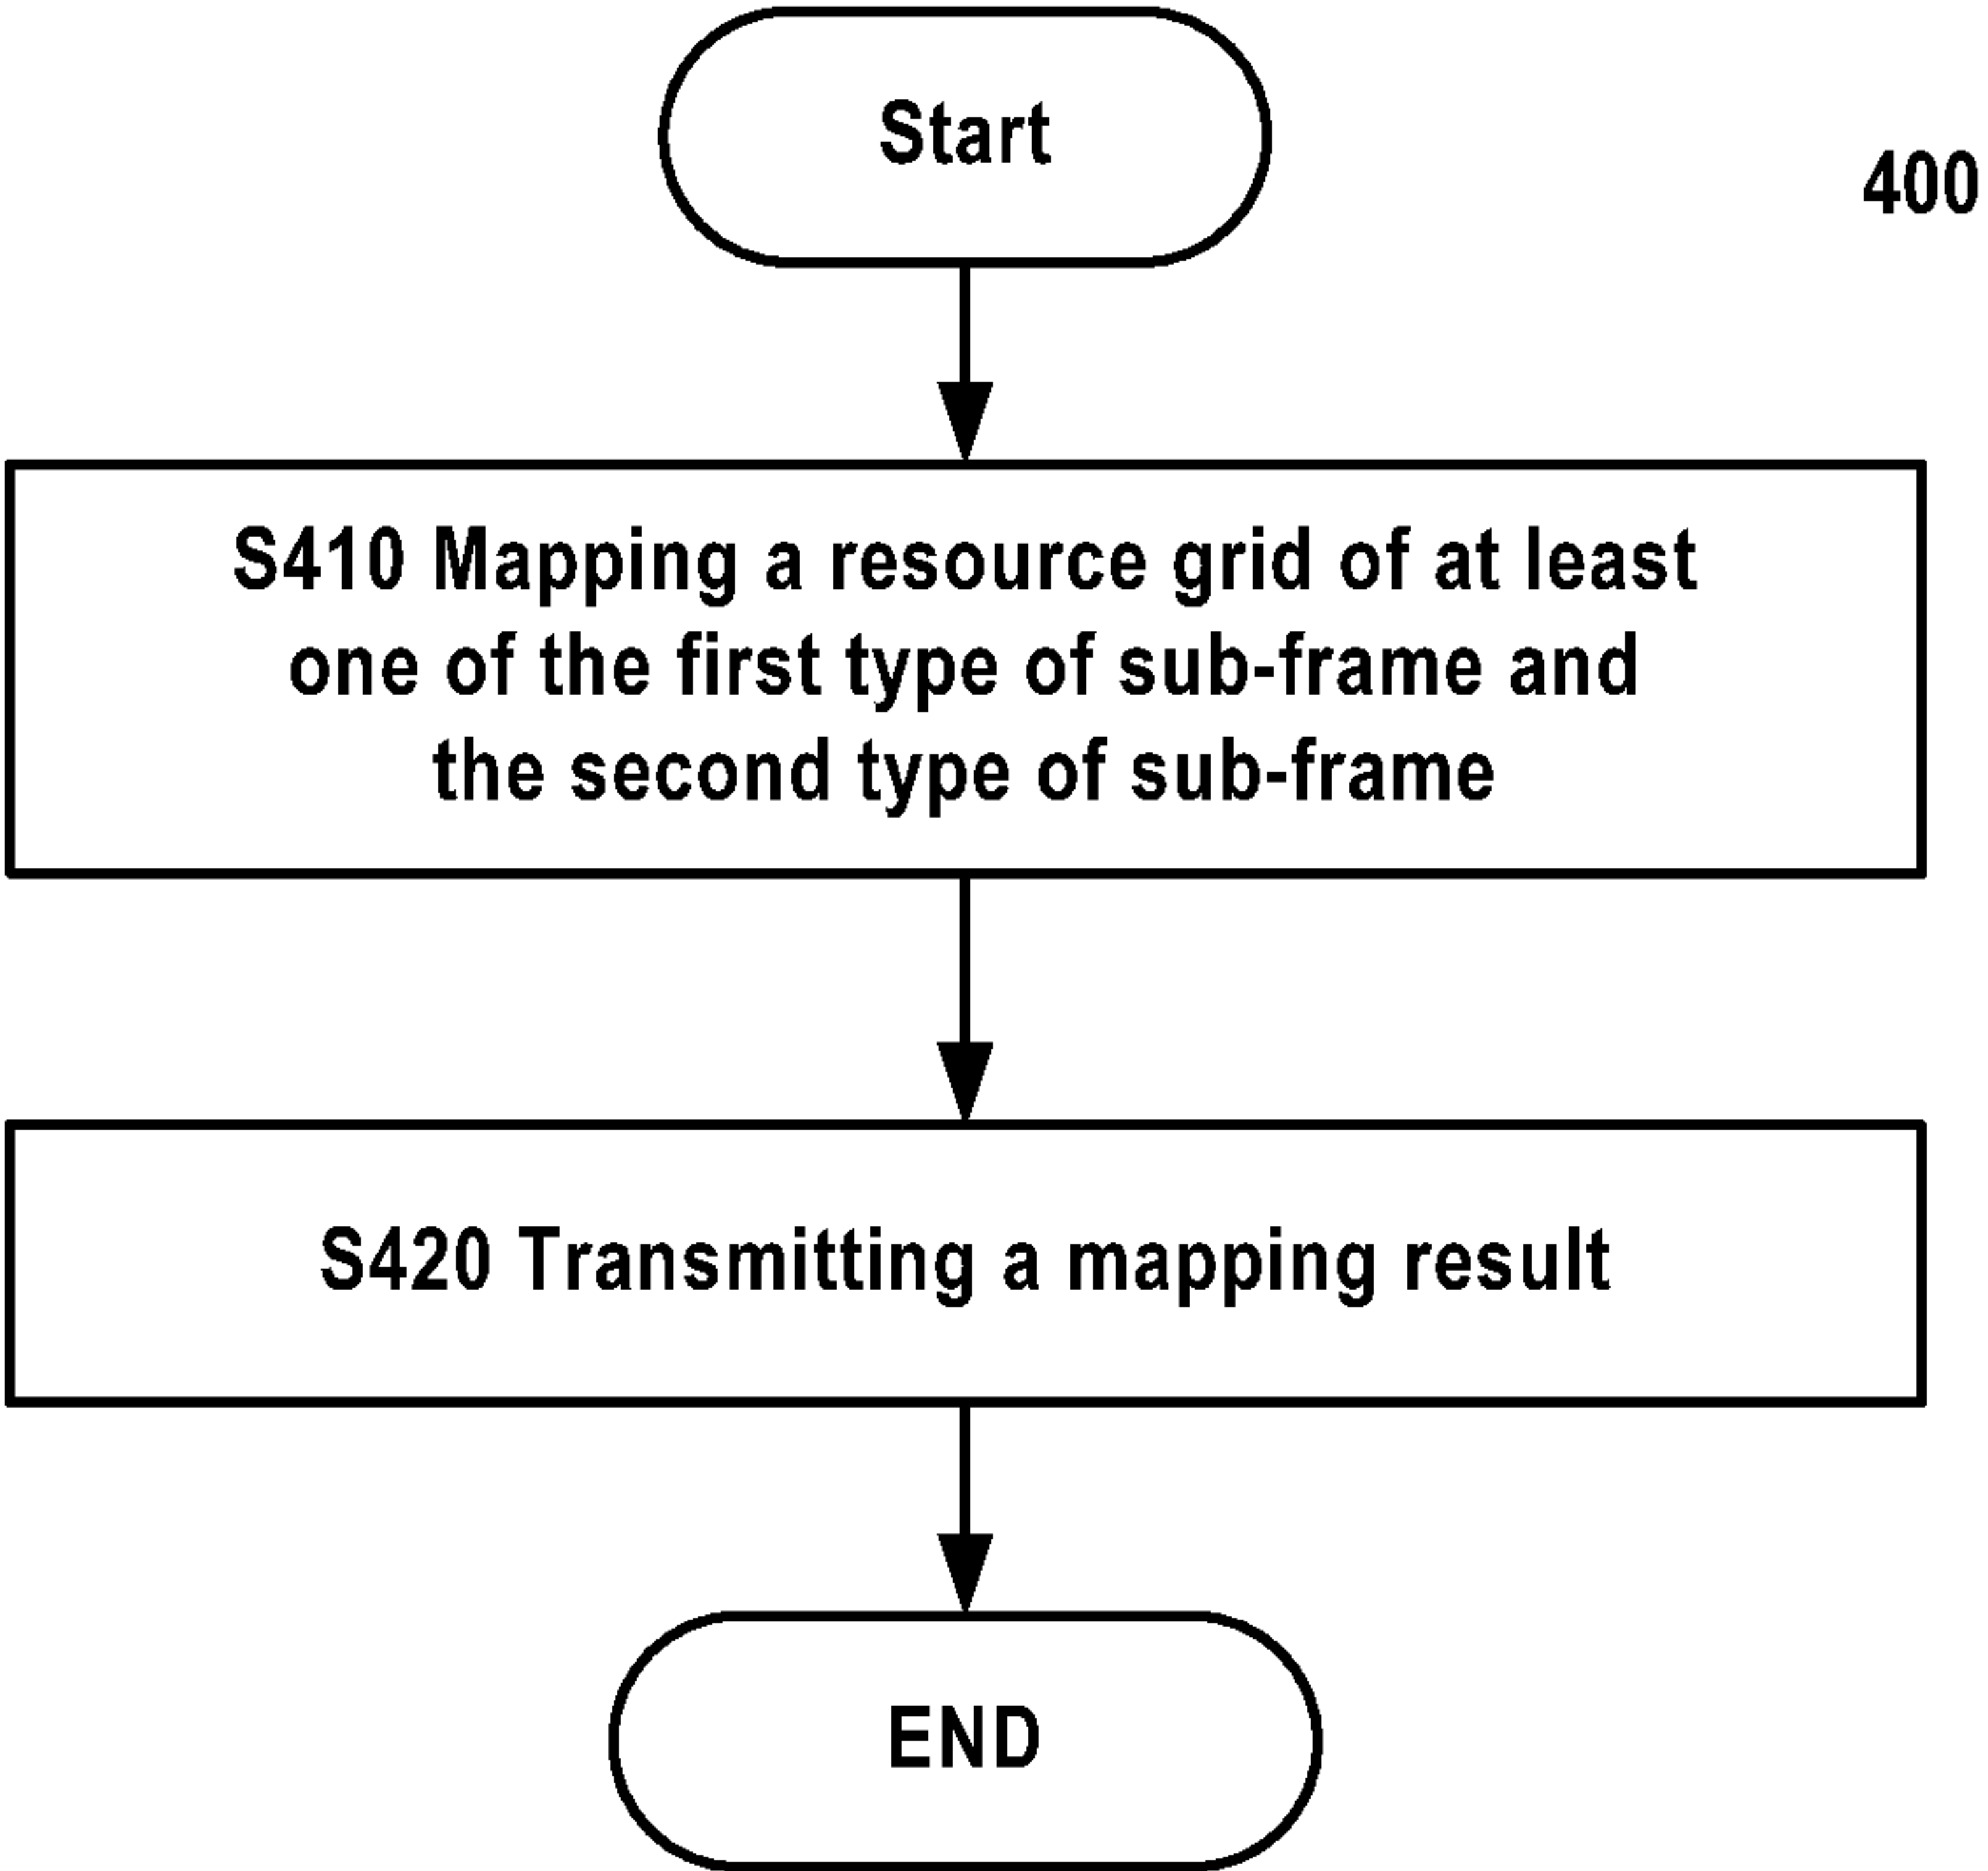 Start
400
S410 Mapping a resource grid of at least
one of the first type of sub-frame and
the second type of sub-frame
S420 Transmitting a mapping result
END